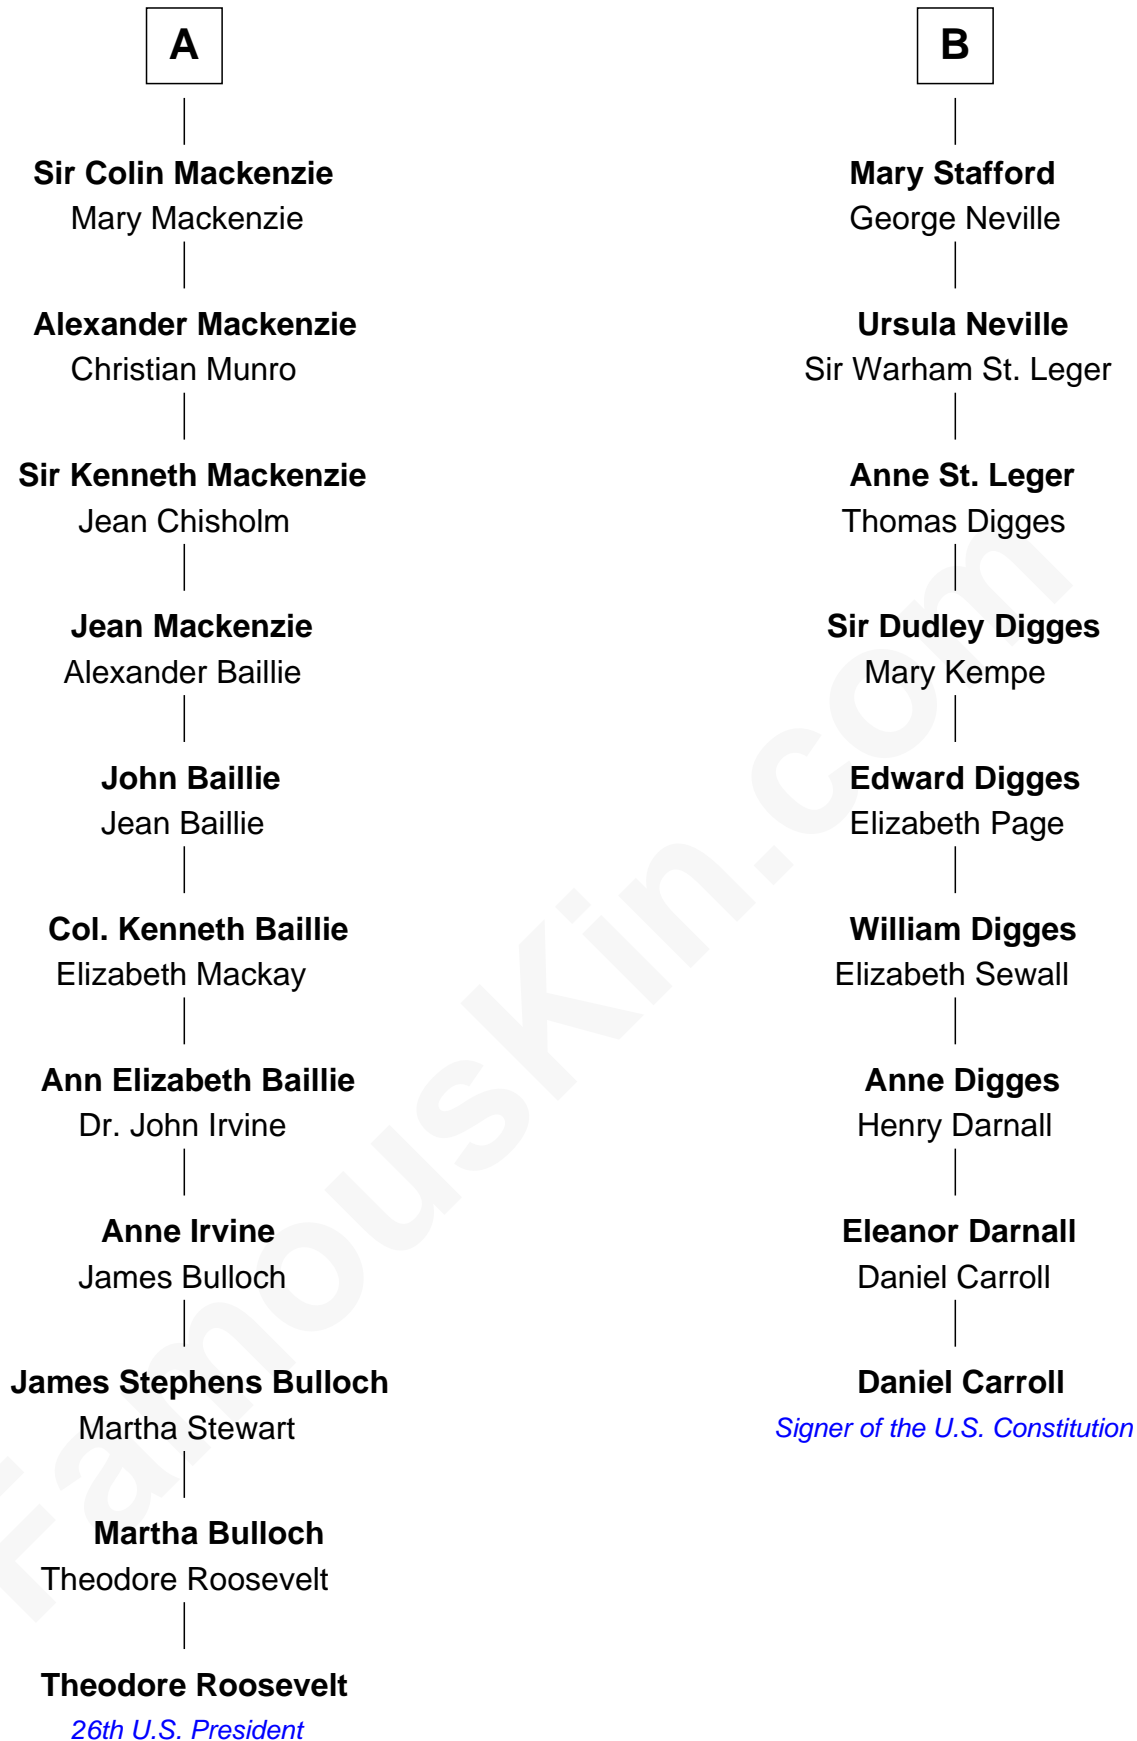 A
Sir Colin Mackenzie
Mary Mackenzie
Alexander Mackenzie
Christian Munro
Sir Kenneth Mackenzie
Jean Chisholm
Jean Mackenzie
Alexander Baillie
John Baillie
Jean Baillie
Col. Kenneth Baillie
Elizabeth Mackay
Ann Elizabeth Baillie
Dr. John Irvine
Anne Irvine
James Bulloch
James Stephens Bulloch
Martha Stewart
Martha Bulloch
Theodore Roosevelt
Theodore Roosevelt
26th U.S. President
B
Mary Stafford
George Neville
Ursula Neville
Sir Warham St. Leger
Anne St. Leger
Thomas Digges
Sir Dudley Digges
Mary Kempe
Edward Digges
Elizabeth Page
William Digges
Elizabeth Sewall
Anne Digges
Henry Darnall
Eleanor Darnall
Daniel Carroll
Daniel Carroll
Signer of the U.S. Constitution
FamousKin.com